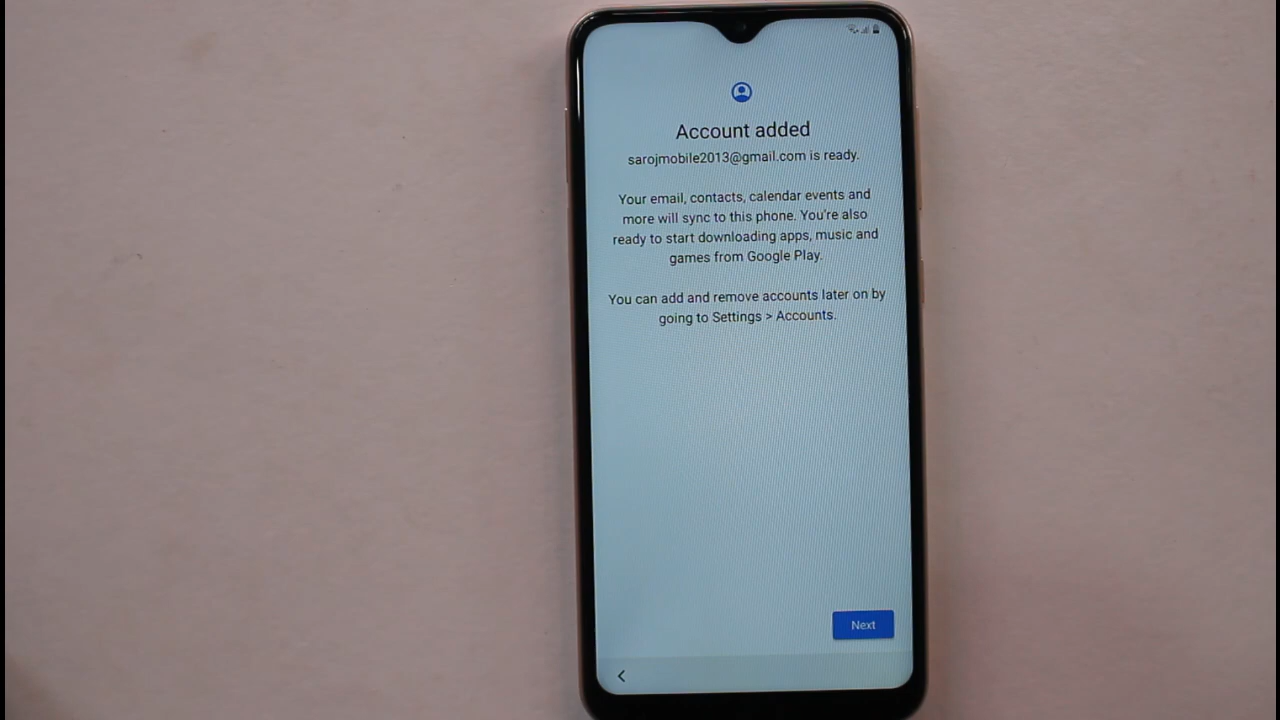 Account added
sarojmobile2013@gmail.com is ready.
Your email, contacts, calendar events and
more will sync to this phone. You're also
ready to start downloading apps, music and
games from Google Play.
You can add and remove accounts later on by
going to Settings > Accounts.
Next